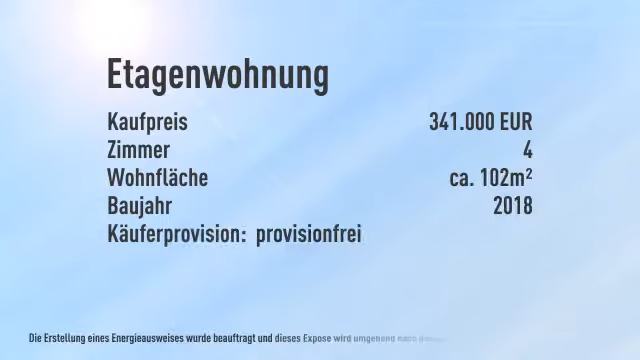 Etagenwohnung
Kaufpreis 341.000 EUR
Zimmer 4
Wohnfläche ca. 102m²
Baujahr 2018
Käuferprovision: provisionfrei
Die Erstellung eines Energieausweises wurde beauftragt und dieses Expose wird umgehend nach